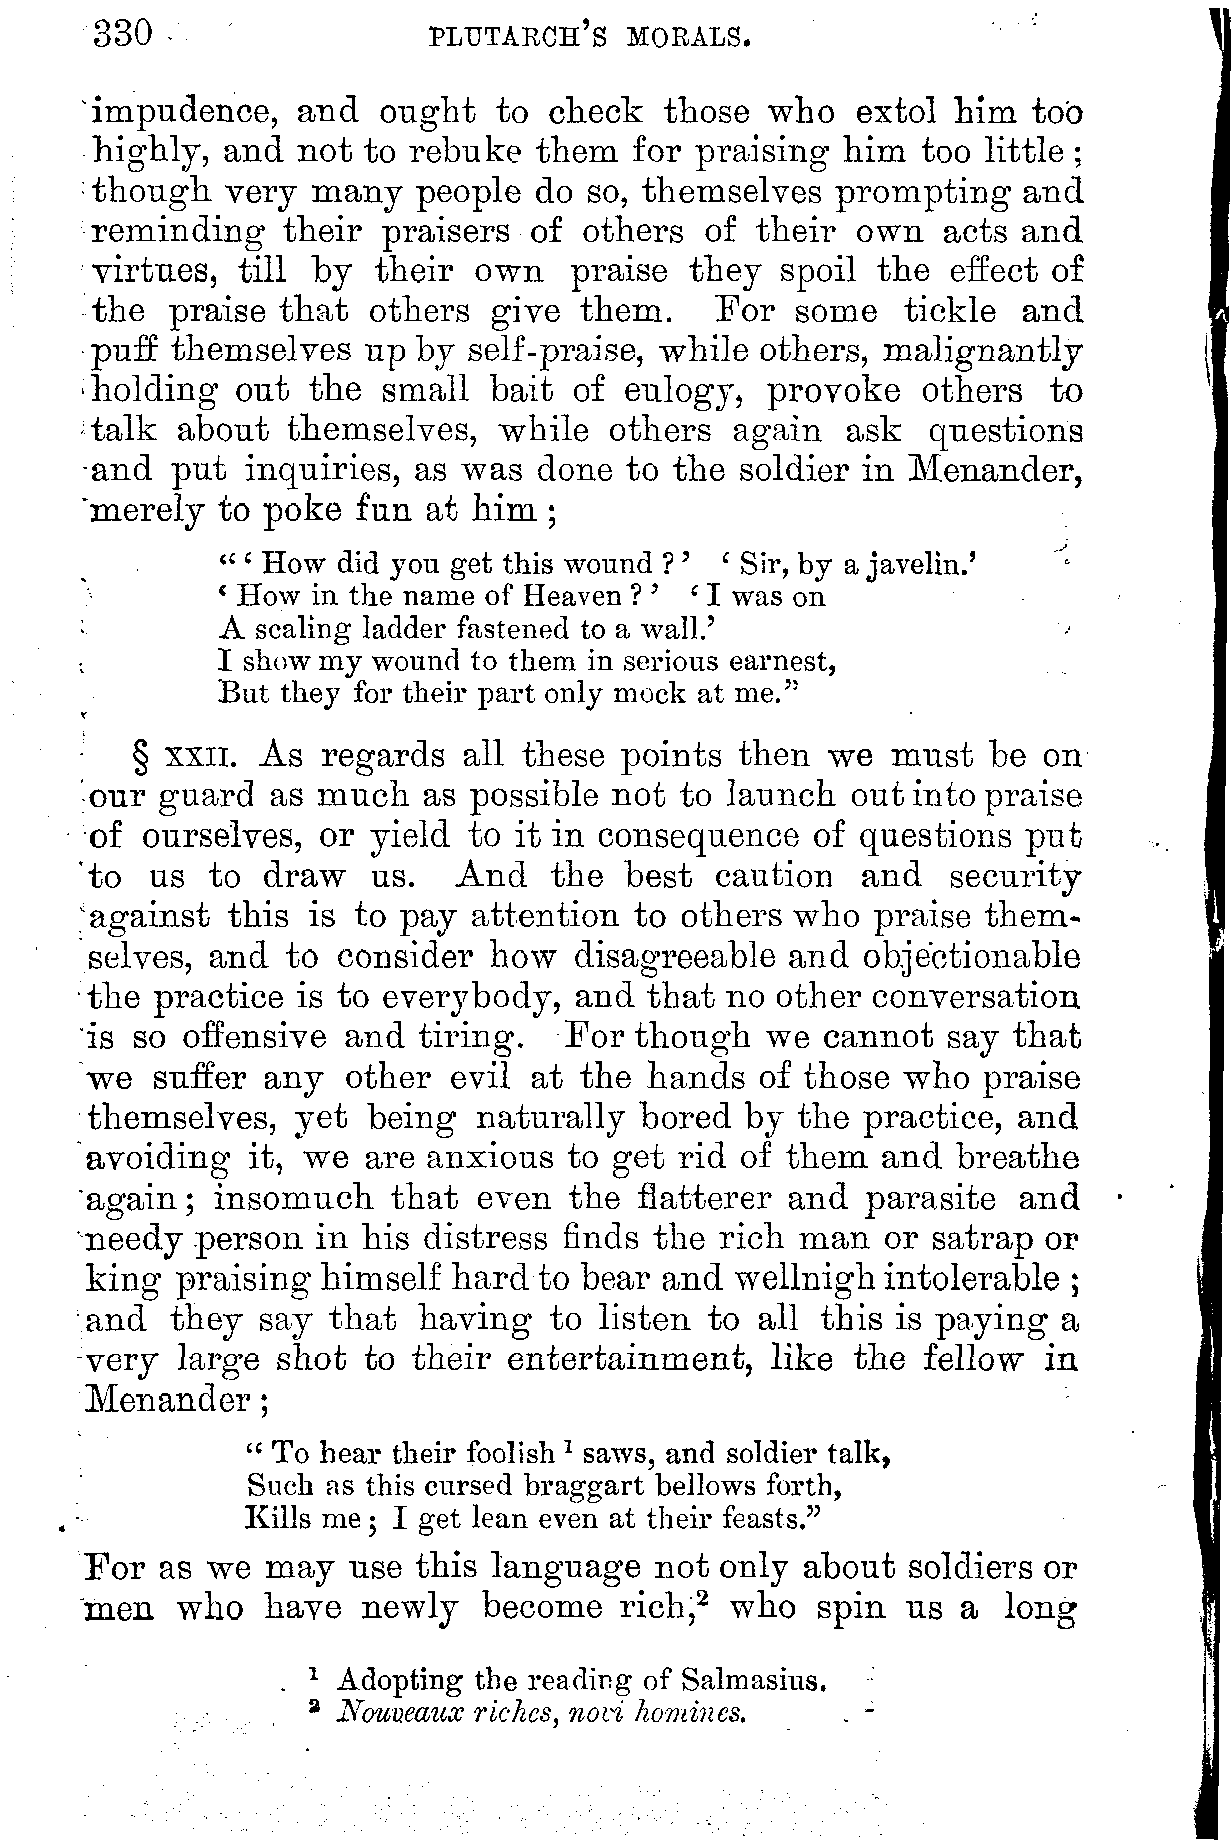 330 PLUTARCH'S MORALS.
impudence, and ought to check those who extol him too
highly, and not to rebuke them for praising him too little;
though very many people do so, themselves prompting and
reminding their praisers of others of their own acts and
virtues, till by their own praise they spoil the effect of
the praise that others give them. For some tickle and
puff themselves up by self-praise, while others, malignantly
holding out the small bait of eulogy, provoke others to
talk about themselves, while others again ask questions
and put inquiries, as was done to the soldier in Menander,
merely to poke fun at him;
"'How did you get this wound?' 'Sir, by a javelin.'
'How in the name of Heaven?' 'I was on
A scaling ladder fastened to a wall.'
I show my wound to them in serious earnest,
But they for their part only mock at me."
§ XXII. As regards all these points then we must be on
our guard as much as possible not to launch out into praise
of ourselves, or yield to it in consequence of questions put
to us to draw us. And the best caution and security
against this is to pay attention to others who praise them-
selves, and to consider how disagreeable and objectionable
the practice is to everybody, and that no other conversation
is so offensive and tiring. For though we cannot say that
we suffer any other evil at the hands of those who praise
themselves, yet being naturally bored by the practice, and
avoiding it, we are anxious to get rid of them and breathe
again; insomuch that even the flatterer and parasite and
needy person in his distress finds the rich man or satrap or
king praising himself hard to bear and wellnigh intolerable;
and they say that having to listen to all this is paying a
very large shot to their entertainment, like the fellow in
Menander;
"To hear their foolish ¹ saws, and soldier talk,
Such as this cursed braggart bellows forth,
Kills me; I get lean even at their feasts."
For as we may use this language not only about soldiers or
men who have newly become rich,² who spin us a long
¹ Adopting the reading of Salmasius.
² Nouveaux riches, novi homines.